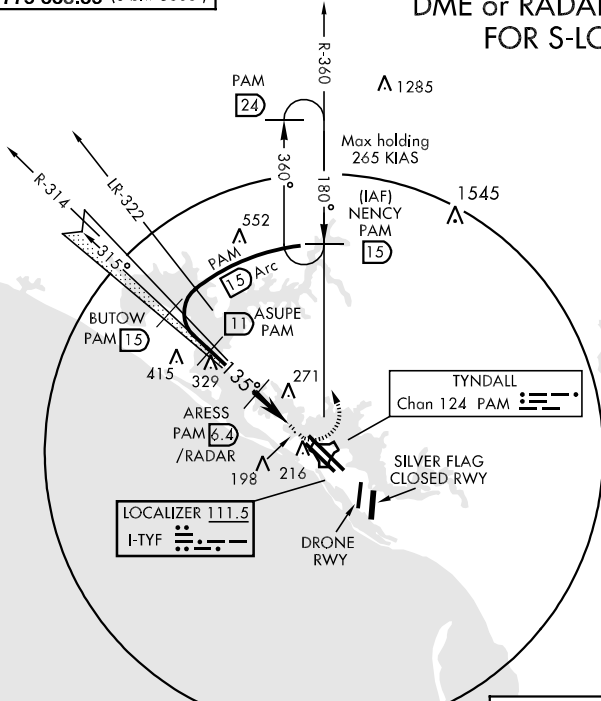 DME or RADAR
FOR S-LO
R-360
PAM
24
1285
Max holding
265 KIAS
360°
180°
(IAF)
NENCY
PAM
15
1545
R-314
LR-322
315°
552
PAM
15 Arc
BUTOW
PAM 15
11 ASUPE
PAM
415
329
135°
271
ARESS
PAM 6.4
/RADAR
198
216
TYNDALL
Chan 124 PAM
SILVER FLAG
CLOSED RWY
LOCALIZER 111.5
I-TYF
DRONE
RWY